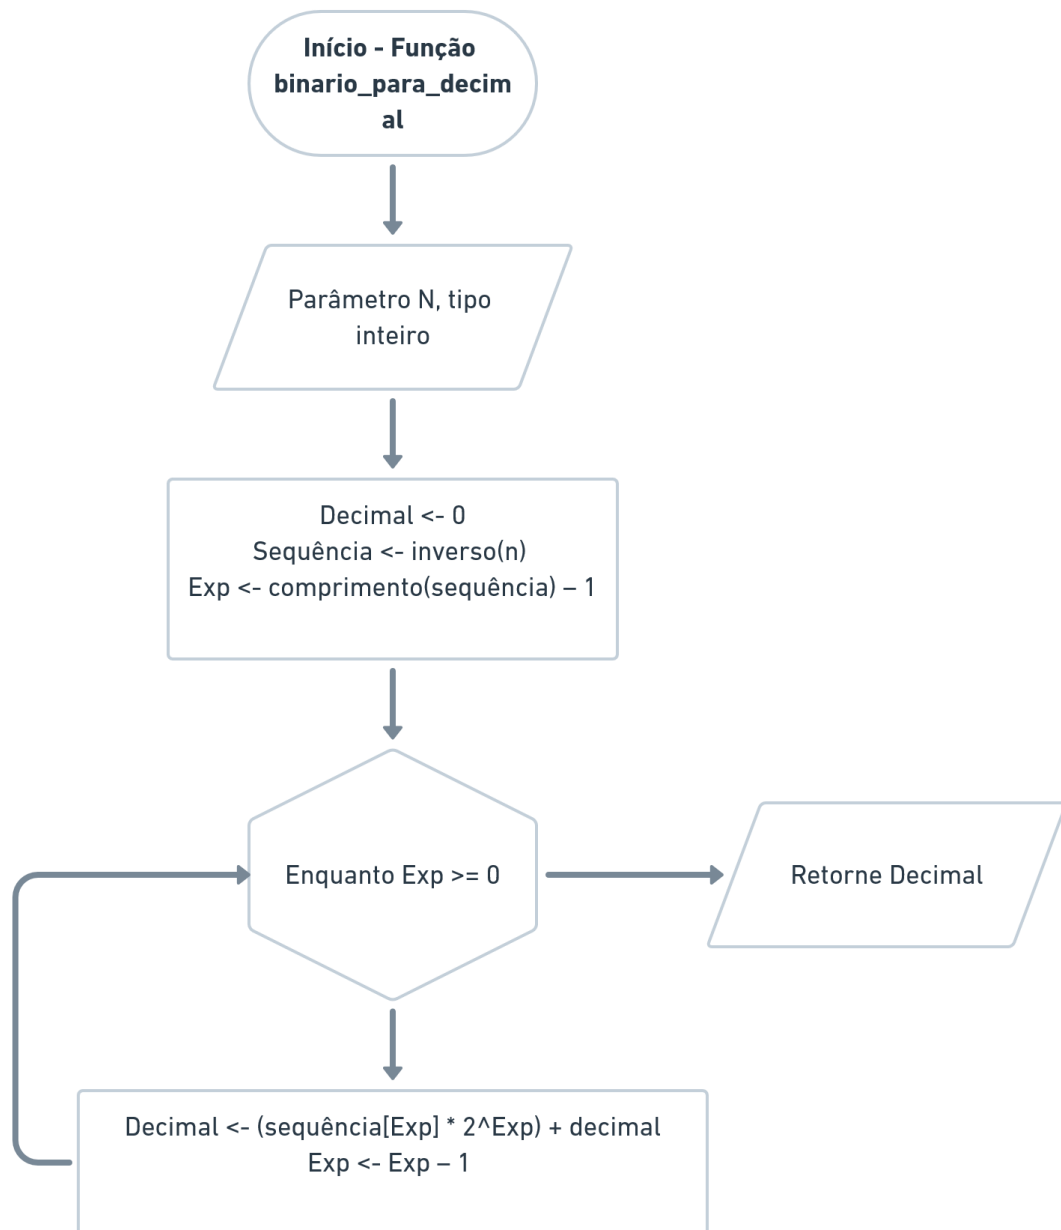 Início - Função
binario_para_decim
al
Parâmetro N, tipo
inteiro
Decimal <- 0
Sequência <- inverso(n)
Exp <- comprimento(sequência) – 1
Enquanto Exp >= 0
Retorne Decimal
Decimal <- (sequência[Exp] * 2^Exp) + decimal
Exp <- Exp – 1